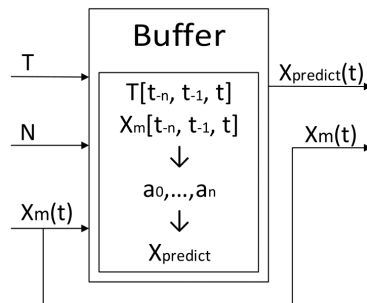 Buffer
T
N
Xm(t)
T[t-n, t-1, t]
Xm[t-n, t-1, t]
a0,...,an
Xpredict
Xpredict(t)
Xm(t)